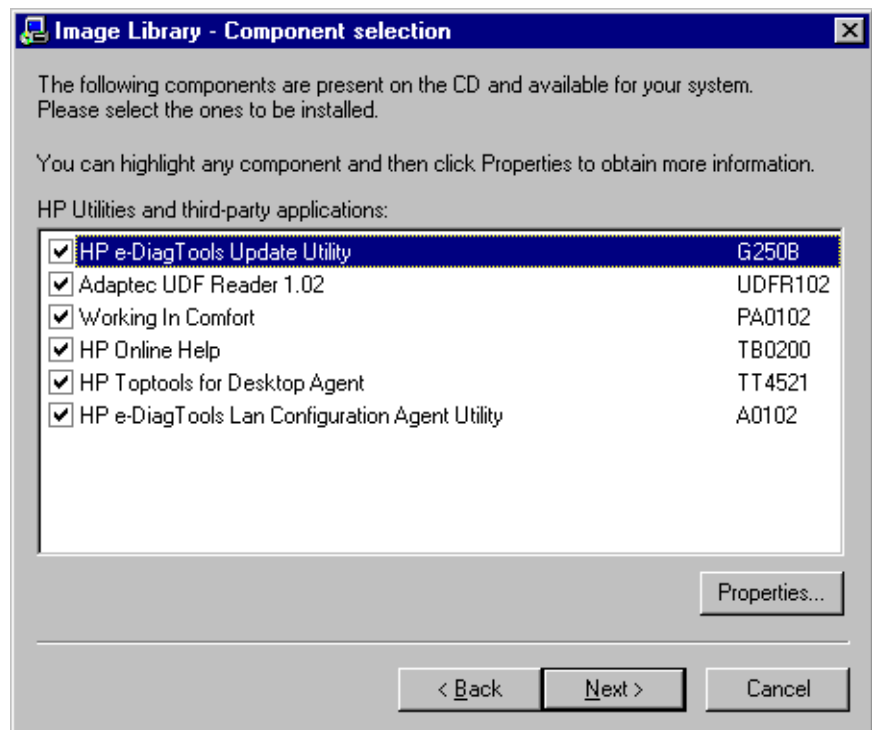 Image Library - Component selection
The following components are present on the CD and available for your system.
Please select the ones to be installed.
You can highlight any component and then click Properties to obtain more information.
HP Utilities and third-party applications:
HP e-DiagTools Update Utility G250B
Adaptec UDF Reader 1.02 UDFR102
Working In Comfort PA0102
HP Online Help TB0200
HP Toptools for Desktop Agent TT4521
HP e-DiagTools Lan Configuration Agent Utility A0102
Properties...
< Back Next > Cancel